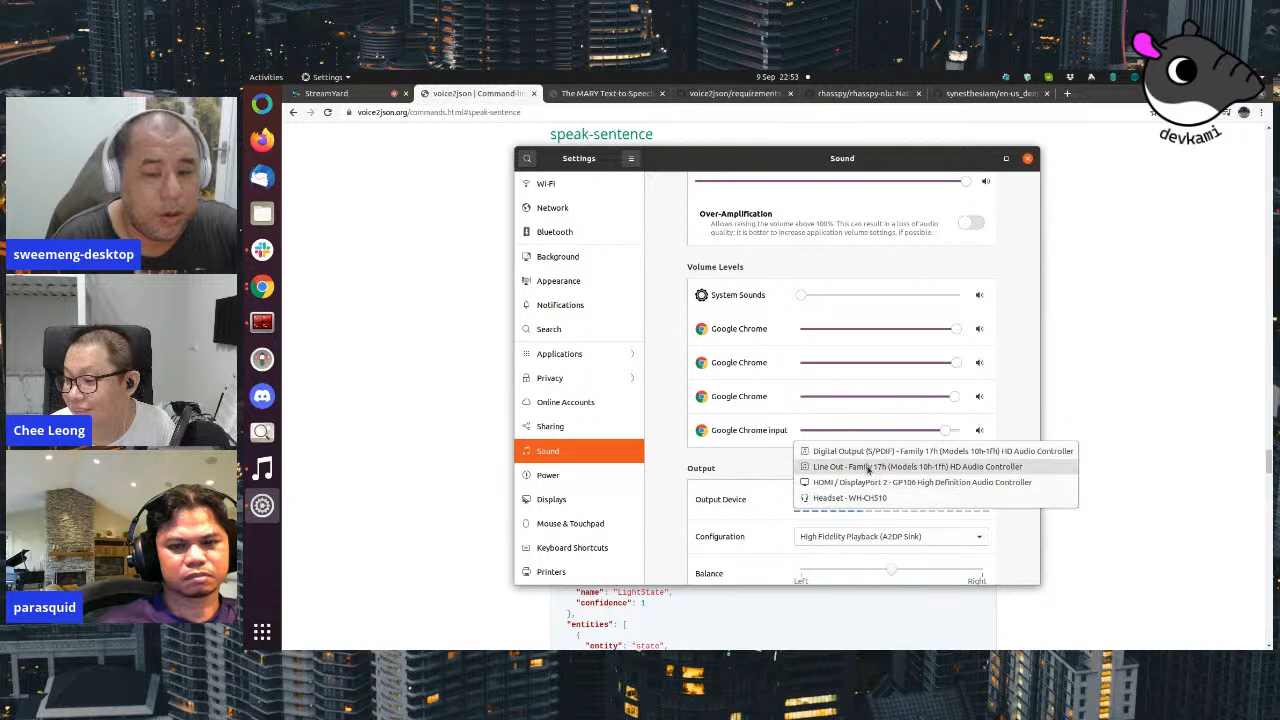 Activities
Settings
9 Sep 22:53
StreamYard
voice2json | Command-lin
The MARY Text-to-Speech
voice2json/requirements
rhasspy/rhasspy-nlu: Nat
synesthesiam/en-us_de
voice2json.org/commands.html#speak-sentence
devkami
speak-sentence
Settings
Sound
Wi-Fi
Network
Bluetooth
Background
Appearance
Notifications
Search
Applications
Privacy
Online Accounts
Sharing
Sound
Power
Displays
Mouse & Touchpad
Keyboard Shortcuts
Printers
Over-Amplification
Allows raising the volume above 100%. This can result in a loss of audio
quality; it is better to increase application volume settings, if possible.
Volume Levels
System Sounds
Google Chrome
Google Chrome
Google Chrome
Google Chrome input
Output
Digital Output (S/PDIF) - Family 17h (Models 10h-1fh) HD Audio Controller
Line Out - Family 17h (Models 10h-1fh) HD Audio Controller
HDMI / DisplayPort 2 - GP106 High Definition Audio Controller
Headset - WH-CH510
Output Device
Configuration
High Fidelity Playback (A2DP Sink)
Balance
Left
Right
"name": "LightState",
"confidence": 1
},
"entities": [
{
"entity": "state",
sweemeng-desktop
Chee Leong
parasquid